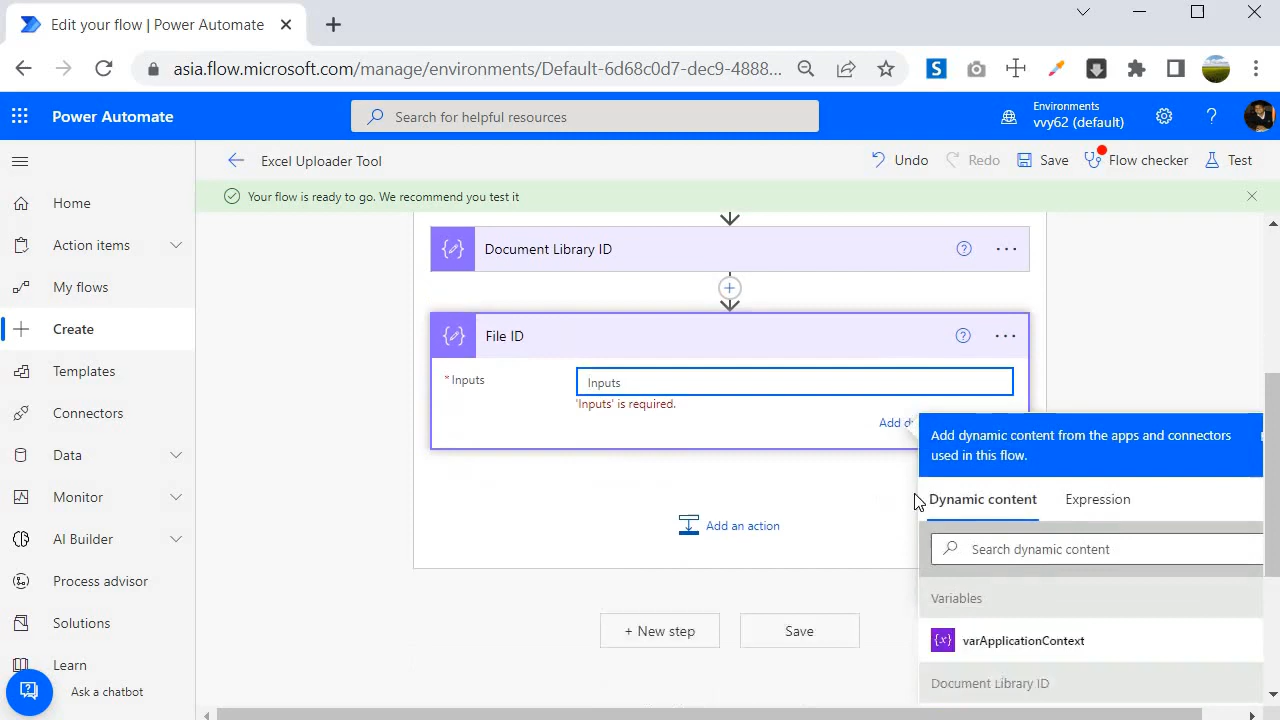 Edit your flow | Power Automate
asia.flow.microsoft.com/manage/environments/Default-6d68c0d7-dec9-4888...
S
Power Automate
Search for helpful resources
Environments
vvy62 (default)
Excel Uploader Tool
Undo
Redo
Save
Flow checker
Test
Your flow is ready to go. We recommend you test it
Home
Action items
My flows
Create
Templates
Connectors
Data
Monitor
AI Builder
Process advisor
Solutions
Learn
Ask a chatbot
Document Library ID
File ID
* Inputs
Inputs
'Inputs' is required.
Add d
Add an action
+ New step
Save
Add dynamic content from the apps and connectors
used in this flow.
Dynamic content
Expression
Search dynamic content
Variables
varApplicationContext
Document Library ID